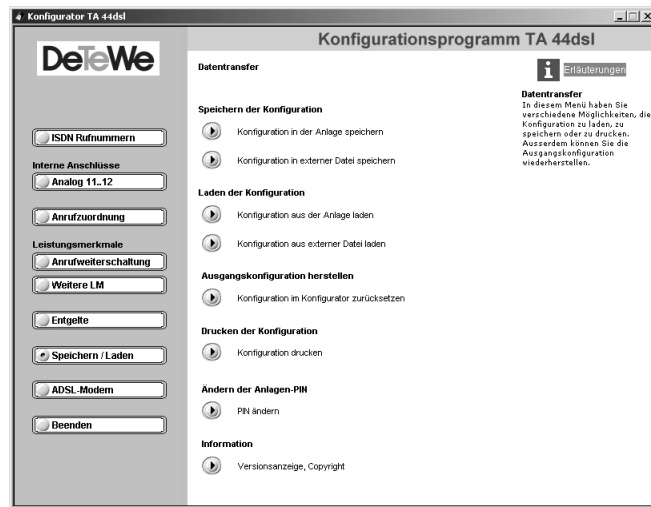 Konfigurator TA 44dsl
DeTeWe
Konfigurationsprogramm TA 44dsl
ISDN Rufnummern
Interne Anschlüsse
Analog 11..12
Anrufzuordnung
Leistungsmerkmale
Anrufweiterschaltung
Weitere LM
Entgelte
Speichern / Laden
ADSL-Modem
Beenden
Datentransfer
Speichern der Konfiguration
Konfiguration in der Anlage speichern
Konfiguration in externer Datei speichern
Laden der Konfiguration
Konfiguration aus der Anlage laden
Konfiguration aus externer Datei laden
Ausgangskonfiguration herstellen
Konfiguration im Konfigurator zurücksetzen
Drucken der Konfiguration
Konfiguration drucken
Ändern der Anlagen-PIN
PIN ändern
Information
Versionsanzeige, Copyright
i Erläuterungen
Datentransfer
In diesem Menü haben Sie
verschiedene Möglichkeiten, die
Konfiguration zu laden, zu
speichern oder zu drucken.
Ausserdem können Sie die
Ausgangskonfiguration
wiederherstellen.